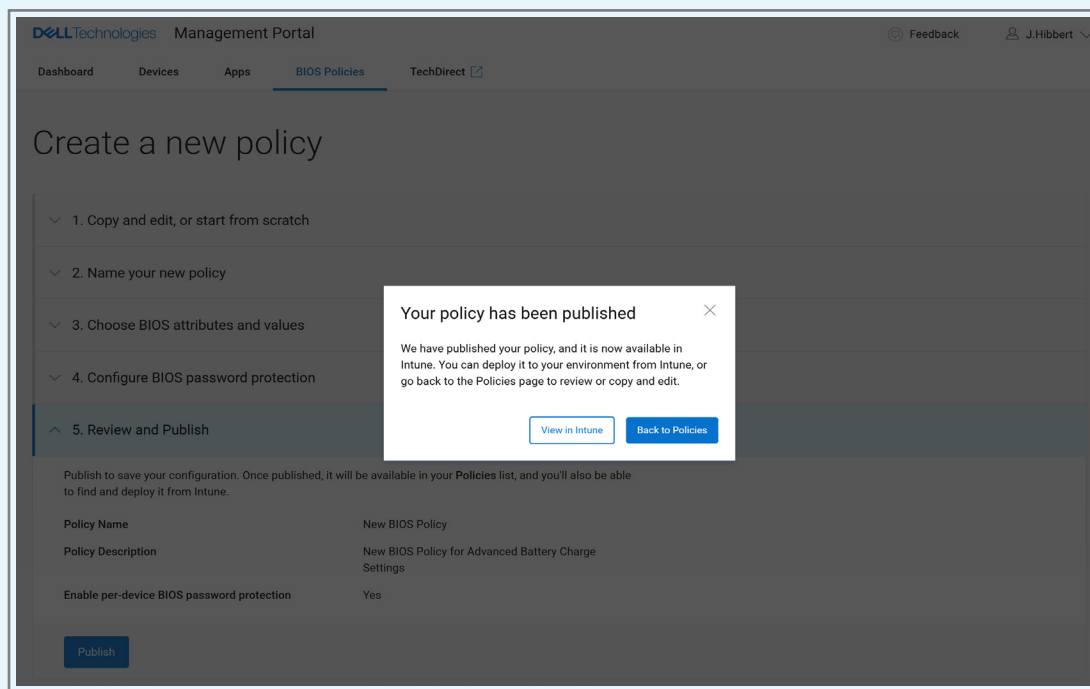 DELLTechnologies Management Portal
Feedback
J.Hibbert
Dashboard Devices Apps BIOS Policies TechDirect
Create a new policy
1. Copy and edit, or start from scratch
2. Name your new policy
3. Choose BIOS attributes and values
4. Configure BIOS password protection
5. Review and Publish
Your policy has been published
We have published your policy, and it is now available in
Intune. You can deploy it to your environment from Intune, or
go back to the Policies page to review or copy and edit.
View in Intune Back to Policies
Publish to save your configuration. Once published, it will be available in your Policies list, and you'll also be able
to find and deploy it from Intune.
Policy Name New BIOS Policy
Policy Description New BIOS Policy for Advanced Battery Charge
Settings
Enable per-device BIOS password protection Yes
Publish